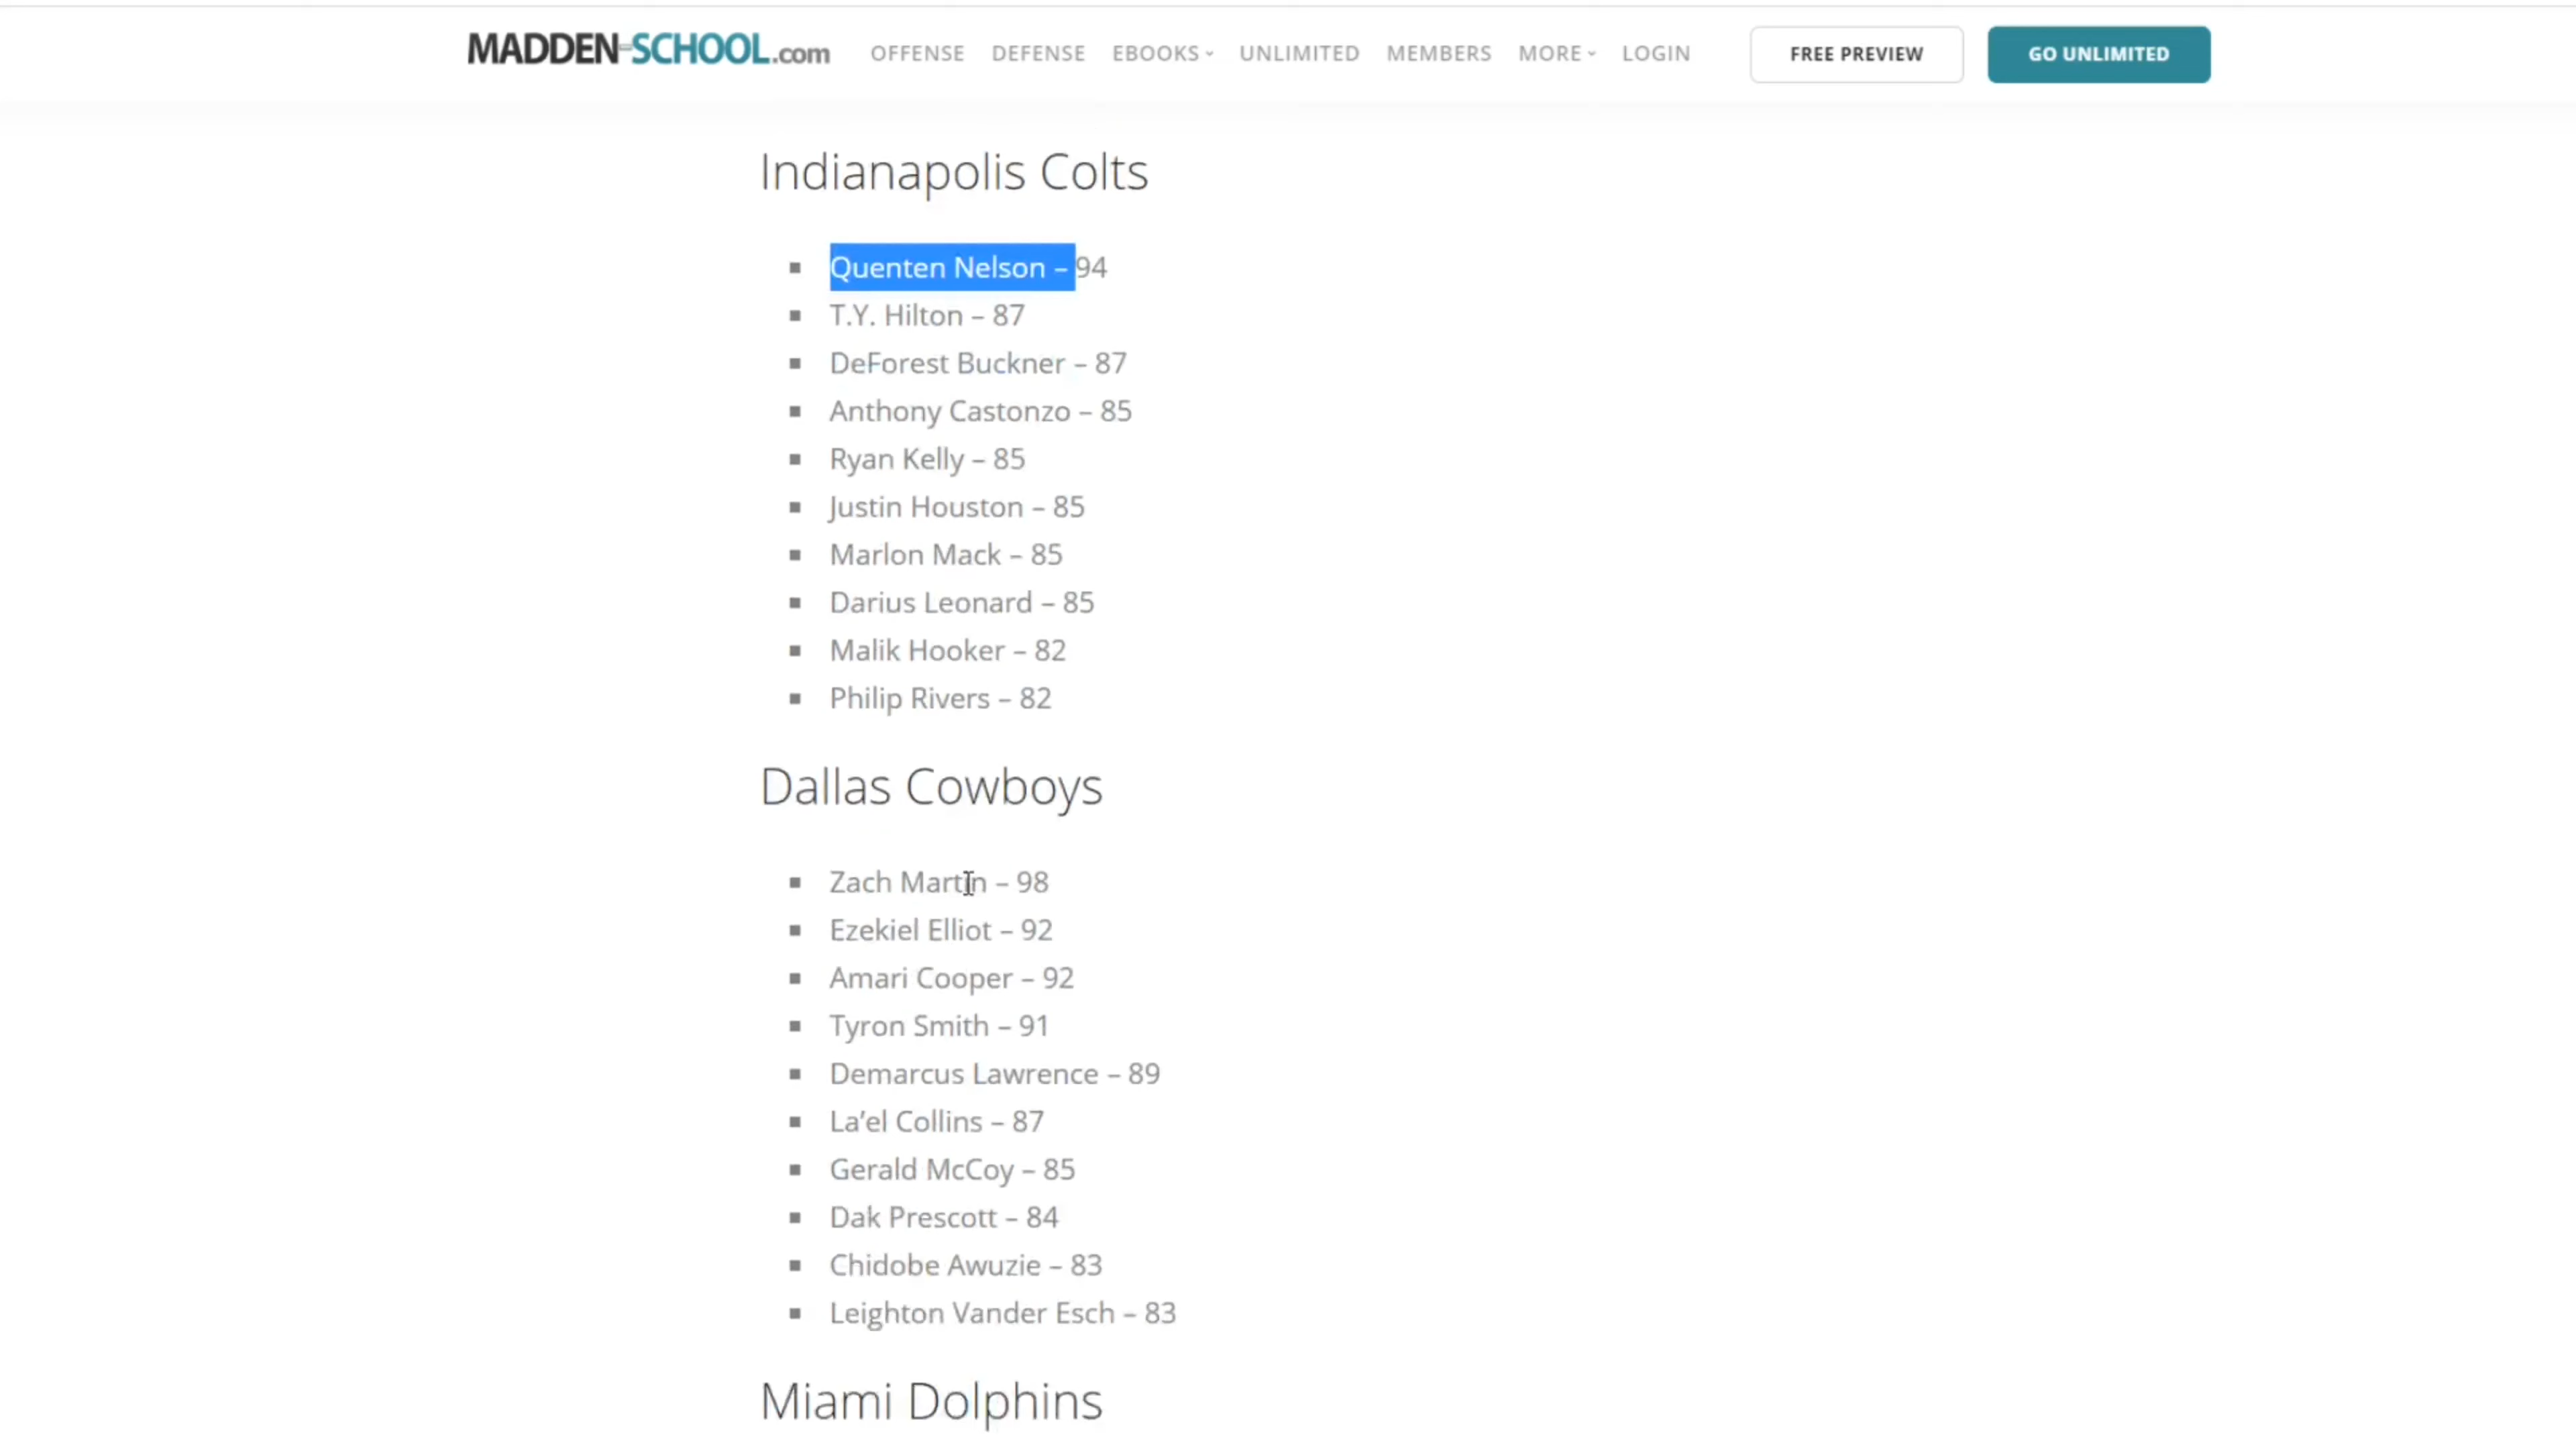 MADDEN-SCHOOL.com OFFENSE DEFENSE EBOOKS UNLIMITED MEMBERS MORE LOGIN FREE PREVIEW GO UNLIMITED
Indianapolis Colts
Quenten Nelson – 94
T.Y. Hilton – 87
DeForest Buckner – 87
Anthony Castonzo – 85
Ryan Kelly – 85
Justin Houston – 85
Marlon Mack – 85
Darius Leonard – 85
Malik Hooker – 82
Philip Rivers – 82
Dallas Cowboys
Zach Martin – 98
Ezekiel Elliot – 92
Amari Cooper – 92
Tyron Smith – 91
Demarcus Lawrence – 89
La’el Collins – 87
Gerald McCoy – 85
Dak Prescott – 84
Chidobe Awuzie – 83
Leighton Vander Esch – 83
Miami Dolphins